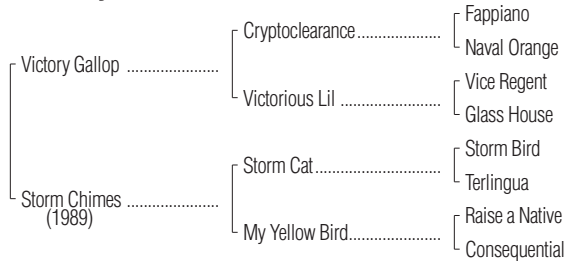 Victory Gallop ......................
Storm Chimes ......................
(1989)
Cryptoclearance....................
Victorious Lil ........................
Storm Cat..............................
My Yellow Bird......................
Fappiano
Naval Orange
Vice Regent
Glass House
Storm Bird
Terlingua
Raise a Native
Consequential